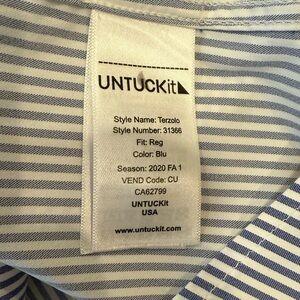 UNTUCKit
Style Name: Terzolo
Style Number: 31366
Fit: Reg
Color: Blu
Season: 2020 FA 1
VEND Code: CU
CA62799
UNTUCKit
USA
www.untuckit.com